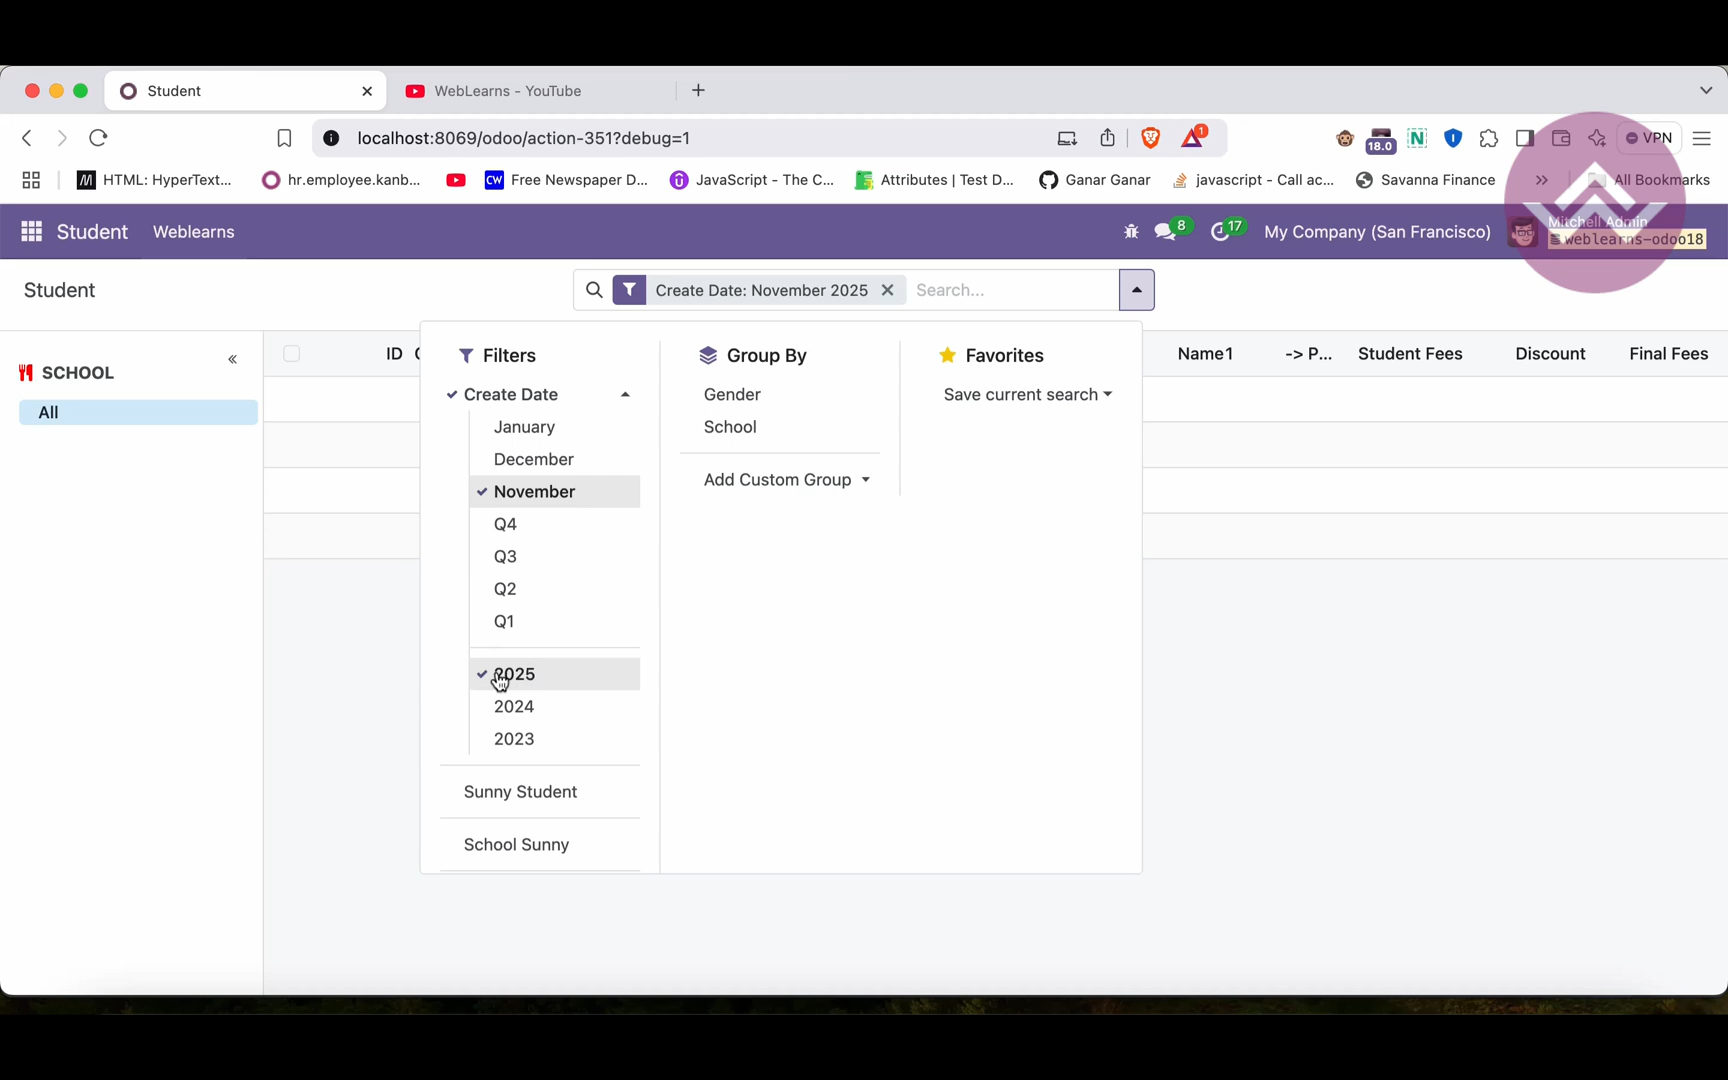 Student
WebLearns - YouTube
localhost:8069/odoo/action-351?debug=1
1
18.0
VPN
HTML: HyperText...
hr.employee.kanb...
Free Newspaper D...
JavaScript - The C...
Attributes | Test D...
Ganar Ganar
javascript - Call ac...
Savanna Finance
All Bookmarks
Student
Weblearns
8
17
My Company (San Francisco)
Mitchell Admin
weblearns-odoo18
Student
Create Date: November 2025
Search...
SCHOOL
All
ID
Name1
-> P...
Student Fees
Discount
Final Fees
Filters
Create Date
January
December
November
Q4
Q3
Q2
Q1
2025
2024
2023
Sunny Student
School Sunny
Group By
Gender
School
Add Custom Group
Favorites
Save current search